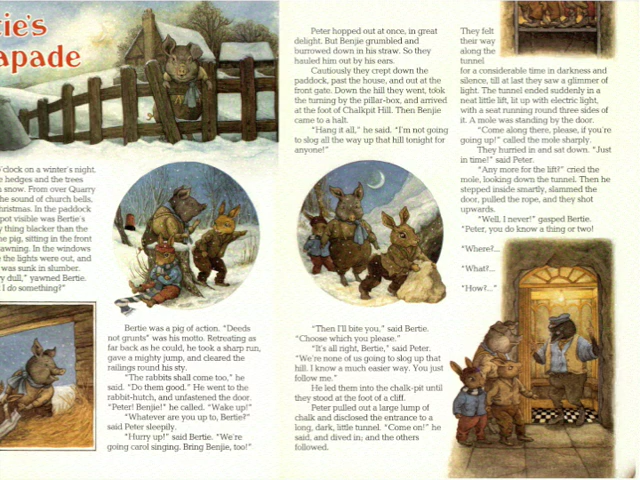 tie's
apade
o'clock on a winter's night.
e hedges and the trees
n snow. From over Quarry
the sound of church bells,
hristmas. In the paddock
pot visible was Bertie's
y thing blacker than the
e pig, sitting in the front
awning. In the windows
e the lights were out, and
was sunk in slumber.
ry dull," yawned Bertie.
I do something?"
Bertie was a pig of action. "Deeds
not grunts" was his motto. Retreating as
far back as he could, he took a sharp run,
gave a mighty jump, and cleared the
railings round his sty.
"The rabbits shall come too," he
said. "Do them good." He went to the
rabbit-hutch, and unfastened the door.
"Peter! Benjie!" he called. "Wake up!"
"Whatever are you up to, Bertie?"
said Peter sleepily.
"Hurry up!" said Bertie. "We're
going carol singing. Bring Benjie, too!"
Peter hopped out at once, in great
delight. But Benjie grumbled and
burrowed down in his straw. So they
hauled him out by his ears.
Cautiously they crept down the
paddock, past the house, and out at the
front gate. Down the hill they went, took
the turning by the pillar-box, and arrived
at the foot of Chalkpit Hill. Then Benjie
came to a halt.
"Hang it all," he said. "I'm not going
to slog all the way up that hill tonight for
anyone!"
"Then I'll bite you," said Bertie.
"Choose which you please."
"It's all right, Bertie," said Peter.
"We're none of us going to slog up that
hill. I know a much easier way. You just
follow me."
He led them into the chalk-pit until
they stood at the foot of a cliff.
Peter pulled out a large lump of
chalk and disclosed the entrance to a
long, dark, little tunnel. "Come on!" he
said, and dived in; and the others
followed.
They felt
their way
along the
tunnel
for a considerable time in darkness and
silence, till at last they saw a glimmer of
light. The tunnel ended suddenly in a
neat little lift, lit up with electric light,
with a seat running round three sides of
it. A mole was standing by the door.
"Come along there, please, if you're
going up!" called the mole sharply.
They hurried in and sat down. "Just
in time!" said Peter.
"Any more for the lift?" cried the
mole, looking down the tunnel. Then he
stepped inside smartly, slammed the
door, pulled the rope, and they shot
upwards.
"Well, I never!" gasped Bertie.
"Peter, you do know a thing or two!
"Where?...
"What?...
"How?..."